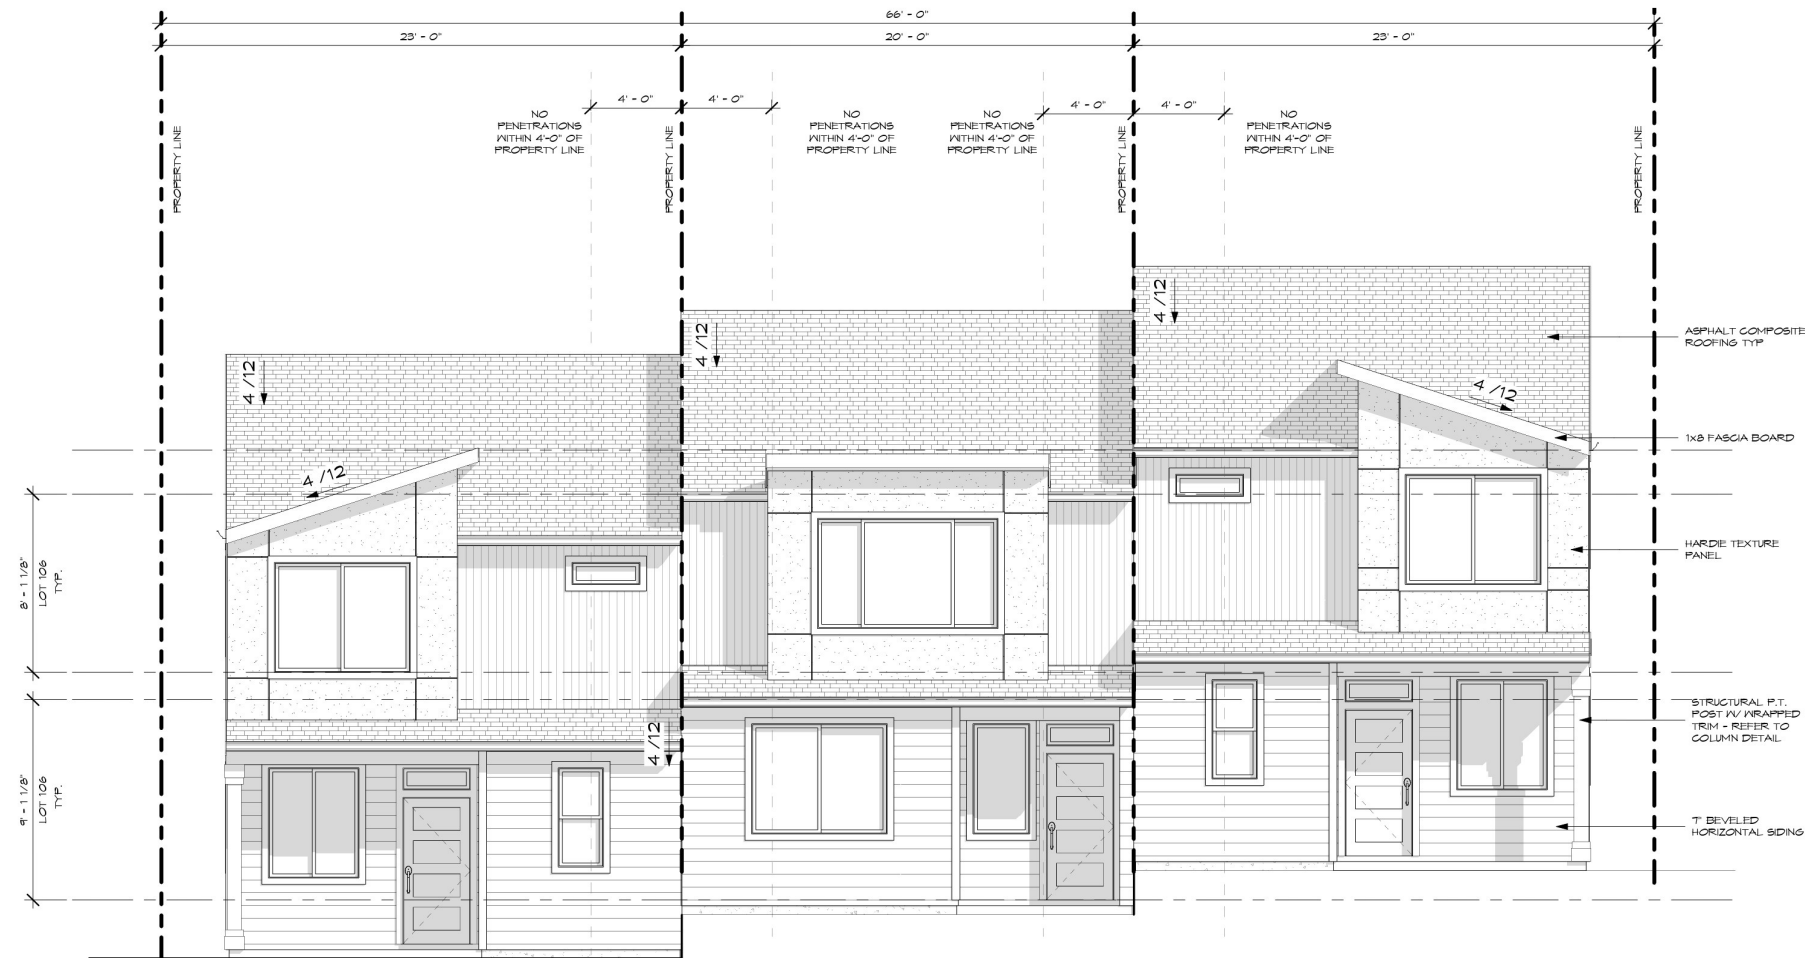 66' - 0"
23' - 0"
20' - 0"
23' - 0"
4' - 0"
4' - 0"
4' - 0"
4' - 0"
NO
PENETRATIONS
WITHIN 4'-0" OF
PROPERTY LINE
NO
PENETRATIONS
WITHIN 4'-0" OF
PROPERTY LINE
NO
PENETRATIONS
WITHIN 4'-0" OF
PROPERTY LINE
NO
PENETRATIONS
WITHIN 4'-0" OF
PROPERTY LINE
PROPERTY LINE
PROPERTY LINE
PROPERTY LINE
PROPERTY LINE
4 /12
4 /12
4 /12
4 /12
4 /12
4 /12
ASPHALT COMPOSITE
ROOFING TYP
1x8 FASCIA BOARD
HARDIE TEXTURE
PANEL
STRUCTURAL P.T.
POST W/ WRAPPED
TRIM - REFER TO
COLUMN DETAIL
7" BEVELED
HORIZONTAL SIDING
8' - 1 1/8"
LOT 106
TYP.
9' - 1 1/8"
LOT 106
TYP.